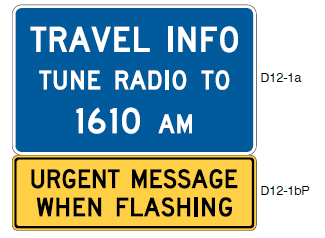 TRAVEL INFO
TUNE RADIO TO
1610 AM
D12-1a
URGENT MESSAGE
WHEN FLASHING
D12-1bP